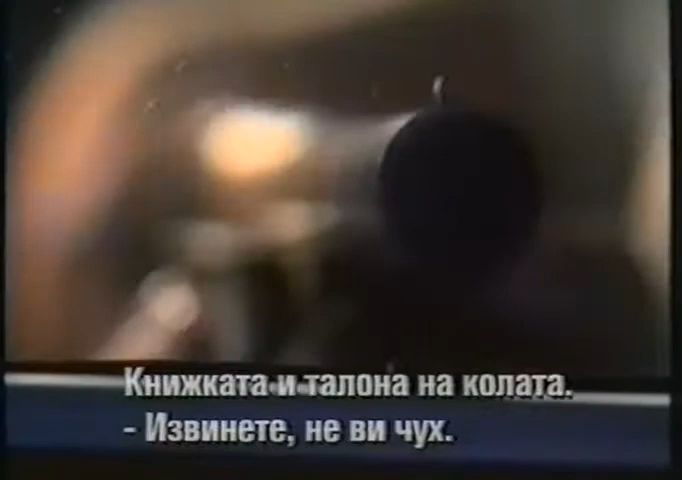 Книжката и талона на колата.
- Извинете, не ви чух.